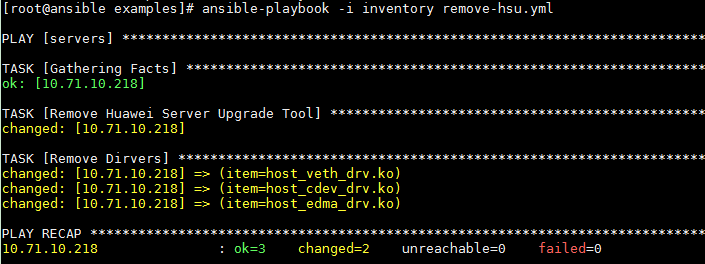 [root@ansible examples]# ansible-playbook -i inventory remove-hsu.yml
PLAY [servers] *************************************************************************
TASK [Gathering Facts] *****************************************************************
ok: [10.71.10.218]
TASK [Remove Huawei Server Upgrade Tool] ***********************************************
changed: [10.71.10.218]
TASK [Remove Dirvers] ******************************************************************
changed: [10.71.10.218] => (item=host_veth_drv.ko)
changed: [10.71.10.218] => (item=host_cdev_drv.ko)
changed: [10.71.10.218] => (item=host_edma_drv.ko)
PLAY RECAP *****************************************************************************
10.71.10.218               : ok=3    changed=2    unreachable=0    failed=0